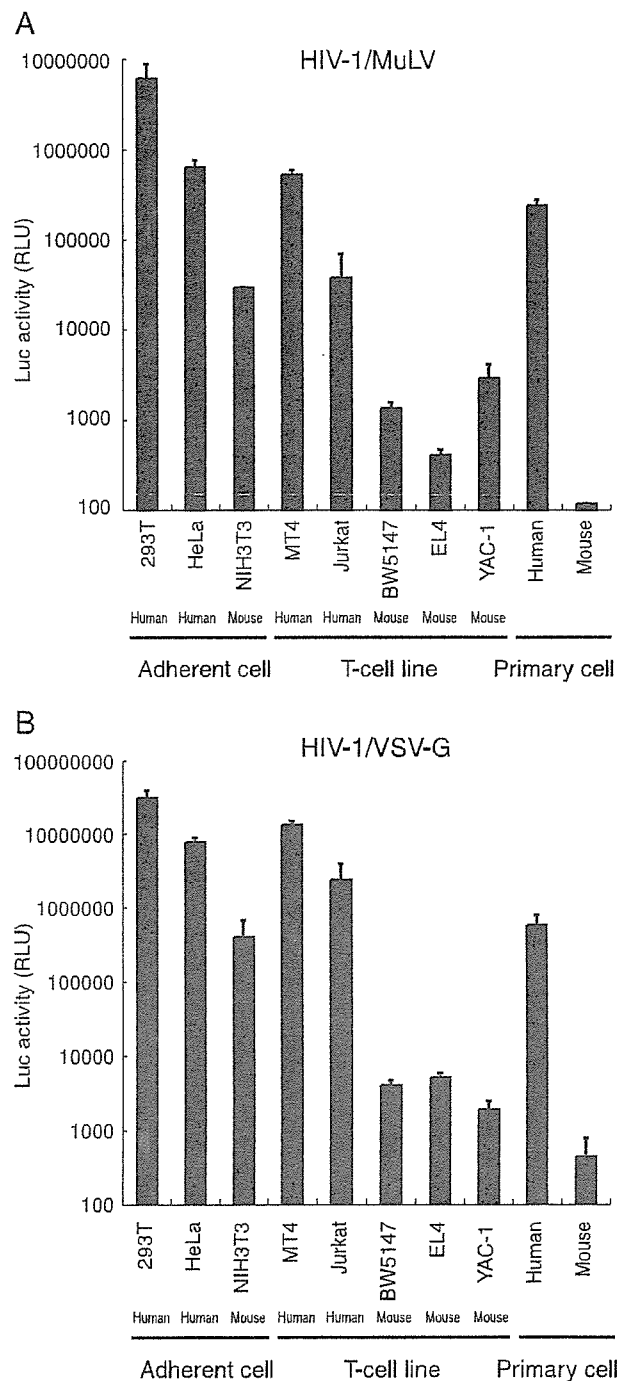 A
HIV-1/MuLV
Luc activity (RLU)
10000000
1000000
100000
10000
1000
100
293T
HeLa
NIH3T3
MT4
Jurkat
BW5147
EL4
YAC-1
Human
Mouse
Human Human Mouse Human Human Mouse Mouse Mouse
Adherent cell T-cell line Primary cell
B
HIV-1/VSV-G
Luc activity (RLU)
100000000
10000000
1000000
100000
10000
1000
100
293T
HeLa
NIH3T3
MT4
Jurkat
BW5147
EL4
YAC-1
Human
Mouse
Human Human Mouse Human Human Mouse Mouse Mouse
Adherent cell T-cell line Primary cell